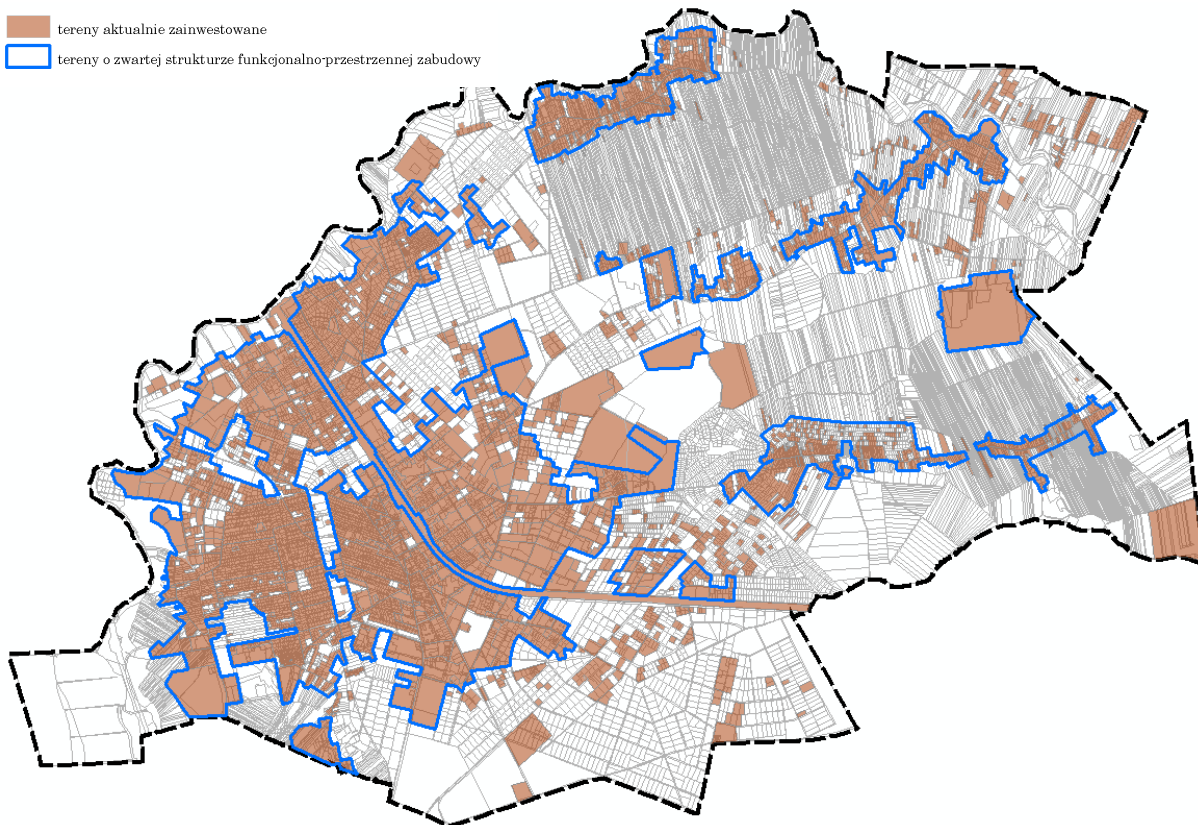 tereny aktualnie zainwestowane
tereny o zwartej strukturze funkcjonalno-przestrzennej zabudowy